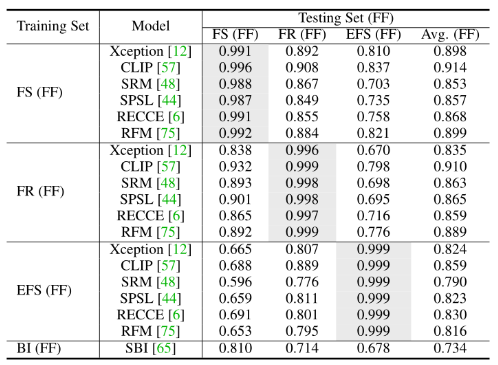 Training Set Model Testing Set (FF)
FS (FF) FR (FF) EFS (FF) Avg. (FF)
FS (FF)
Xception [12] 0.991 0.892 0.810 0.898
CLIP [57] 0.996 0.908 0.837 0.914
SRM [48] 0.988 0.867 0.703 0.853
SPSL [44] 0.987 0.849 0.735 0.857
RECCE [6] 0.991 0.855 0.758 0.868
RFM [75] 0.992 0.884 0.821 0.899
FR (FF)
Xception [12] 0.838 0.996 0.670 0.835
CLIP [57] 0.932 0.999 0.798 0.910
SRM [48] 0.893 0.998 0.698 0.863
SPSL [44] 0.901 0.998 0.695 0.865
RECCE [6] 0.865 0.997 0.716 0.859
RFM [75] 0.892 0.999 0.776 0.889
EFS (FF)
Xception [12] 0.665 0.807 0.999 0.824
CLIP [57] 0.688 0.889 0.999 0.859
SRM [48] 0.596 0.776 0.999 0.790
SPSL [44] 0.659 0.811 0.999 0.823
RECCE [6] 0.691 0.801 0.999 0.830
RFM [75] 0.653 0.795 0.999 0.816
BI (FF) SBI [65] 0.810 0.714 0.678 0.734